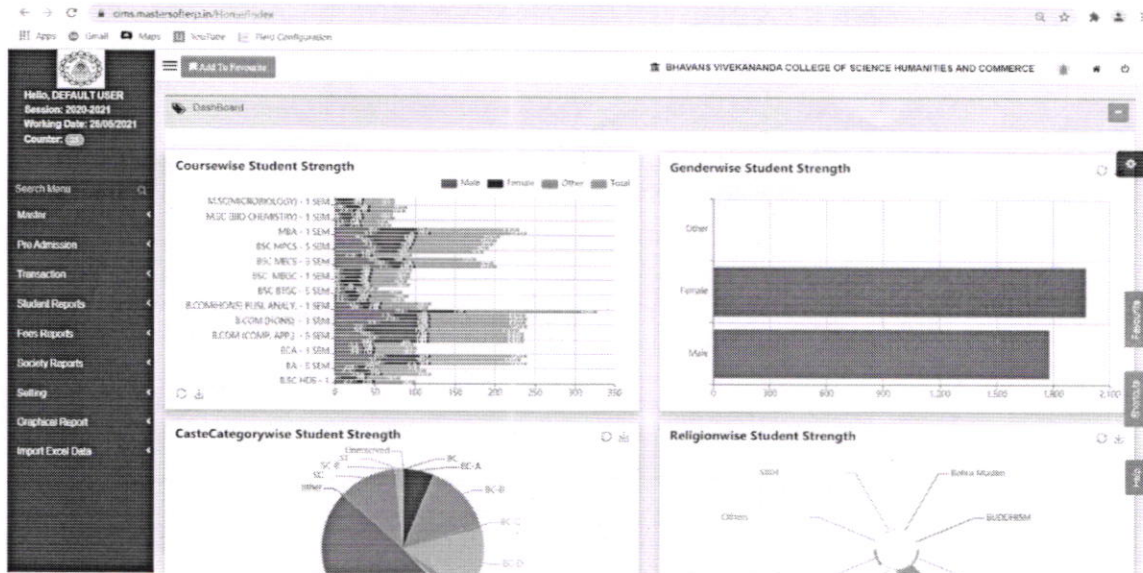 cims.mastersofterp.in/Home/Index
Apps Gmail Maps YouTube Field Configuration
Hello, DEFAULT USER
Session: 2020-2021
Working Date: 26/06/2021
Counter:
Add To Favourite
BHAVANS VIVEKANANDA COLLEGE OF SCIENCE HUMANITIES AND COMMERCE
DashBoard
Search Menu
Master
Pre Admission
Transaction
Student Reports
Fees Reports
Society Reports
Setting
Graphical Report
Import Excel Data
Coursewise Student Strength
Male Female Other Total
M.SC(MICROBIOLOGY) - 1 SEM
M.SC (BIO CHEMISTRY) - 1 SEM
MBA - 1 SEM
BSC MPCS - 5 SEM
BSC MECS - 3 SEM
BSC MBGC - 1 SEM
BSC BTGC - 5 SEM
B.COM(HONS) BUSI. ANALY. - 1 SEM
B.COM (HONS) - 1 SEM
B.COM (COMP. APP.) - 5 SEM
BCA - 1 SEM
BA - 5 SEM
B.SC HDS - 1
0 50 100 150 200 250 300 350
Genderwise Student Strength
Other
Female
Male
0 300 600 900 1,200 1,500 1,800 2,100
Favourite
Shortcuts
Help
CasteCategorywise Student Strength
Unreserved
ST
SC-B
SC
other
BC
BC-A
BC-B
BC-C
BC-D
Religionwise Student Strength
SIKH
Others
Bohra Muslim
BUDDHISM